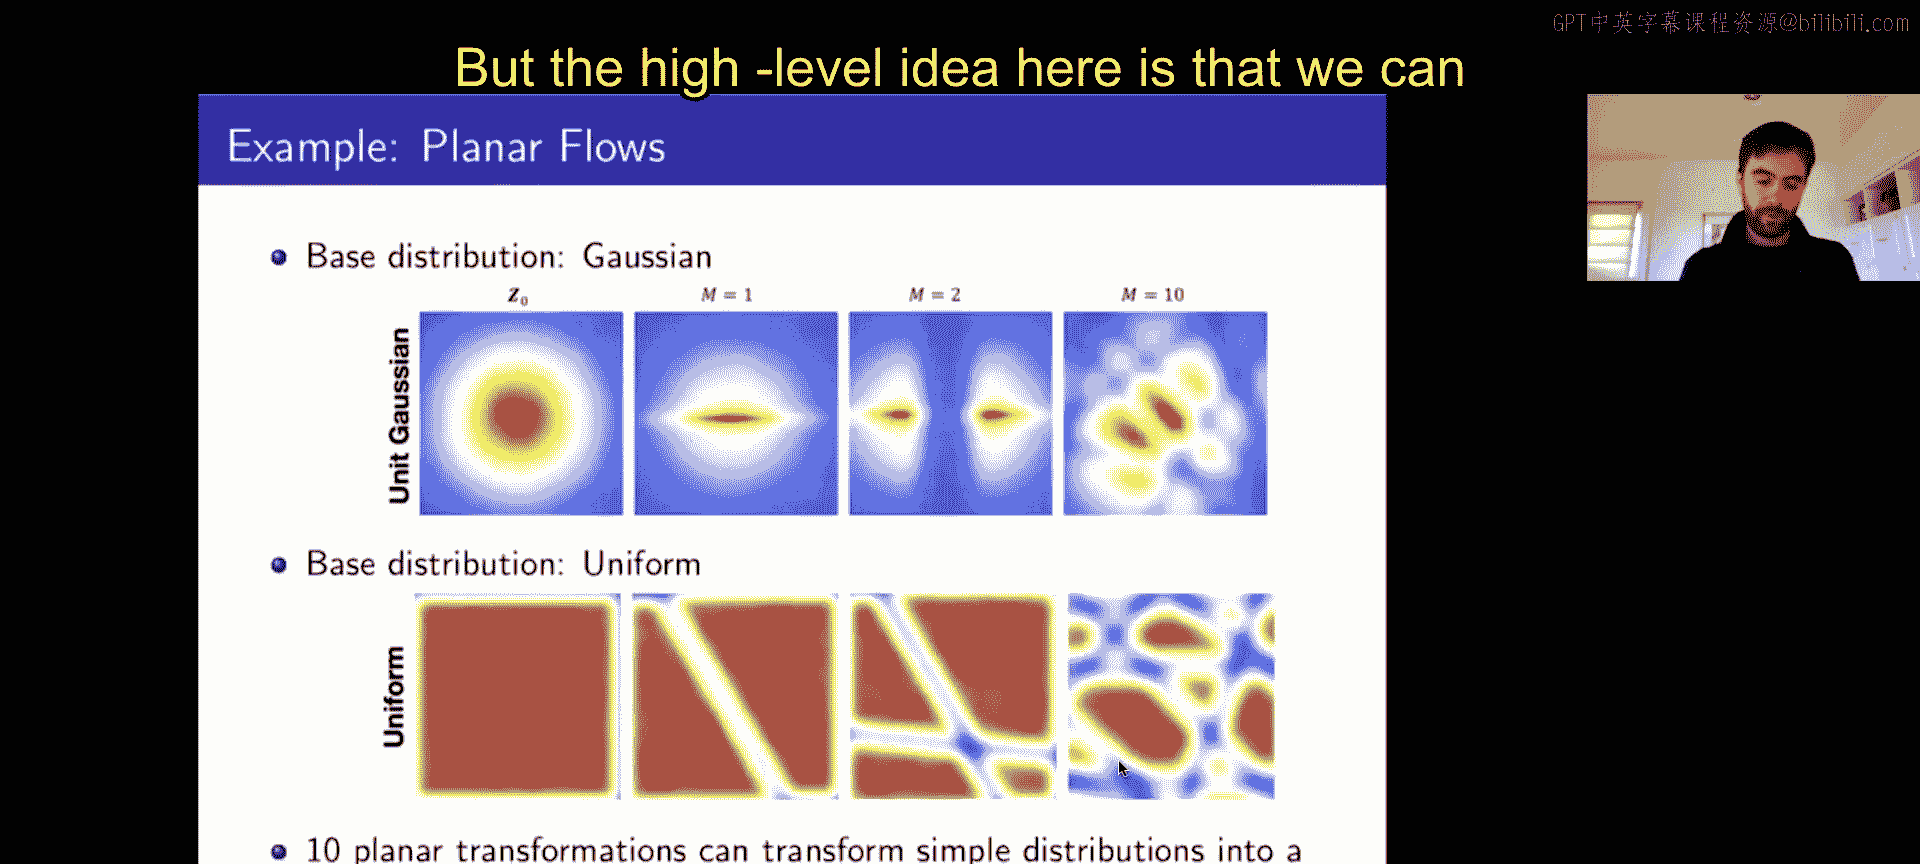 GPT中英字幕课程资源@bilibili.com
But the high -level idea here is that we can
Example: Planar Flows
Base distribution: Gaussian
Z0 M = 1 M = 2 M = 10
Unit Gaussian
Base distribution: Uniform
Uniform
10 planar transformations can transform simple distributions into a